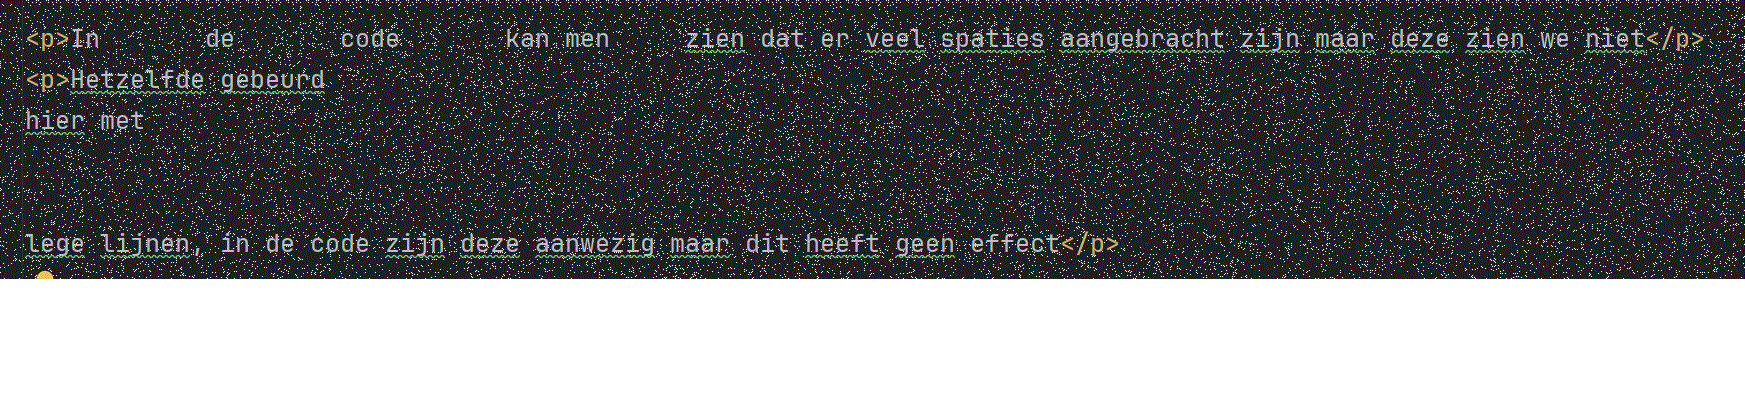 <p>In       de       code       kan men     zien dat er veel spaties aangebracht zijn maar deze zien we niet</p>
<p>Hetzelfde gebeurd
hier met
lege lijnen, in de code zijn deze aanwezig maar dit heeft geen effect</p>